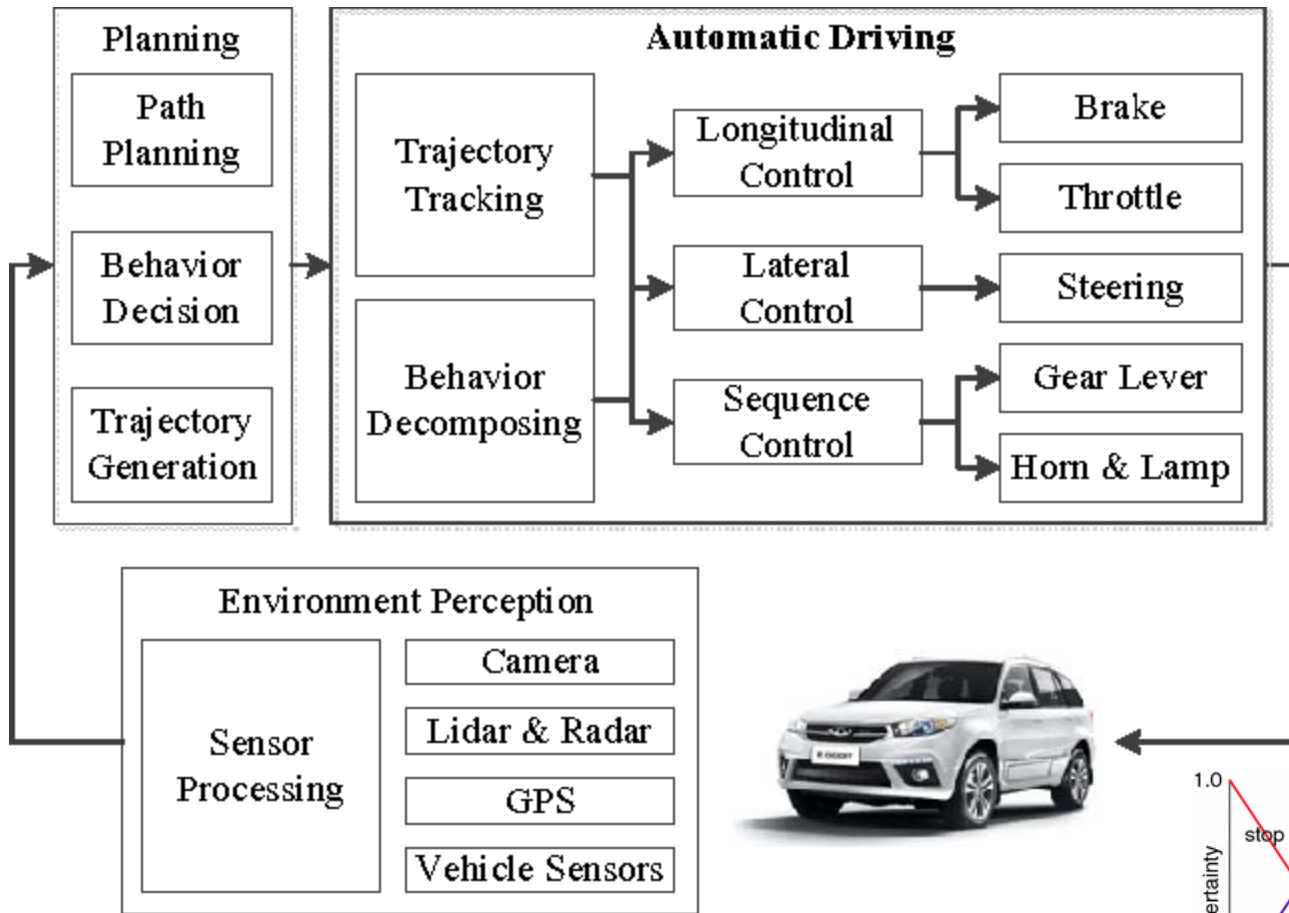 Planning
Path
Planning
Behavior
Decision
Trajectory
Generation
Automatic Driving
Trajectory
Tracking
Behavior
Decomposing
Longitudinal
Control
Lateral
Control
Sequence
Control
Brake
Throttle
Steering
Gear Lever
Horn & Lamp
Environment Perception
Sensor
Processing
Camera
Lidar & Radar
GPS
Vehicle Sensors
1.0
stop
ertainty